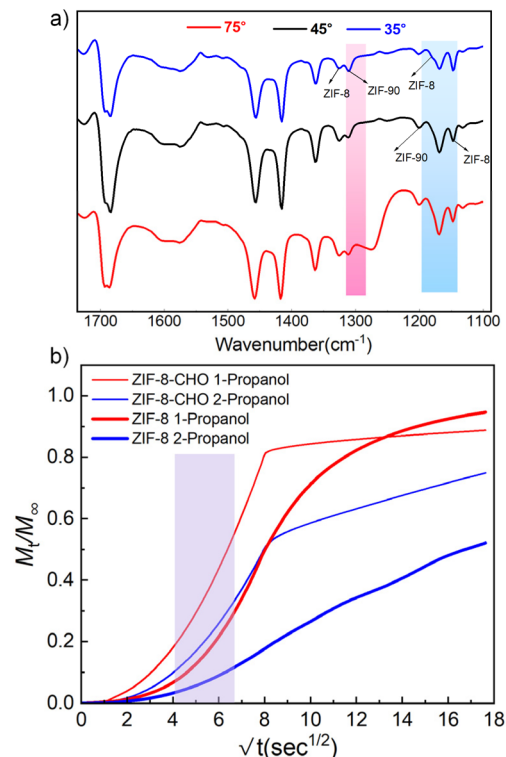 a)
75° 45° 35°
ZIF-8
ZIF-90
ZIF-8
ZIF-90
ZIF-8
1700 1600 1500 1400 1300 1200 1100
Wavenumber(cm⁻¹)
b)
ZIF-8-CHO 1-Propanol
ZIF-8-CHO 2-Propanol
ZIF-8 1-Propanol
ZIF-8 2-Propanol
1.0
0.8
0.6
0.4
0.2
0.0
Mt/M∞
0 2 4 6 8 10 12 14 16 18
√t(sec^1/2)